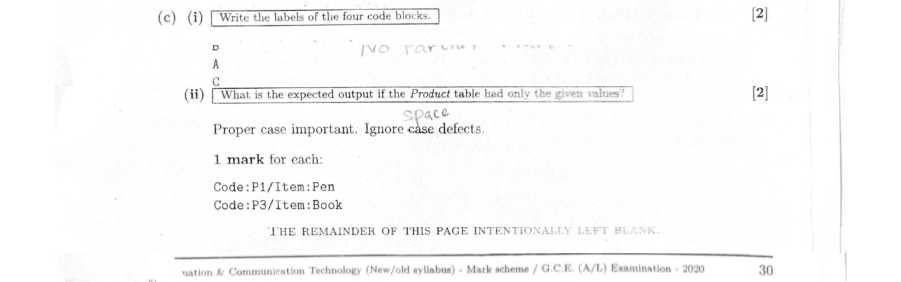 (c) (i) Write the labels of the four code blocks. [2]
D
No
A
C
(ii) What is the expected output if the Product table had only the given values? [2]
space
Proper case important. Ignore case defects.
1 mark for each:
Code:P1/Item:Pen
Code:P3/Item:Book
THE REMAINDER OF THIS PAGE INTENTIONALLY LEFT BLANK.
nation & Communication Technology (New/old syllabus) - Mark scheme / G.C.E. (A/L) Examination - 2020 30